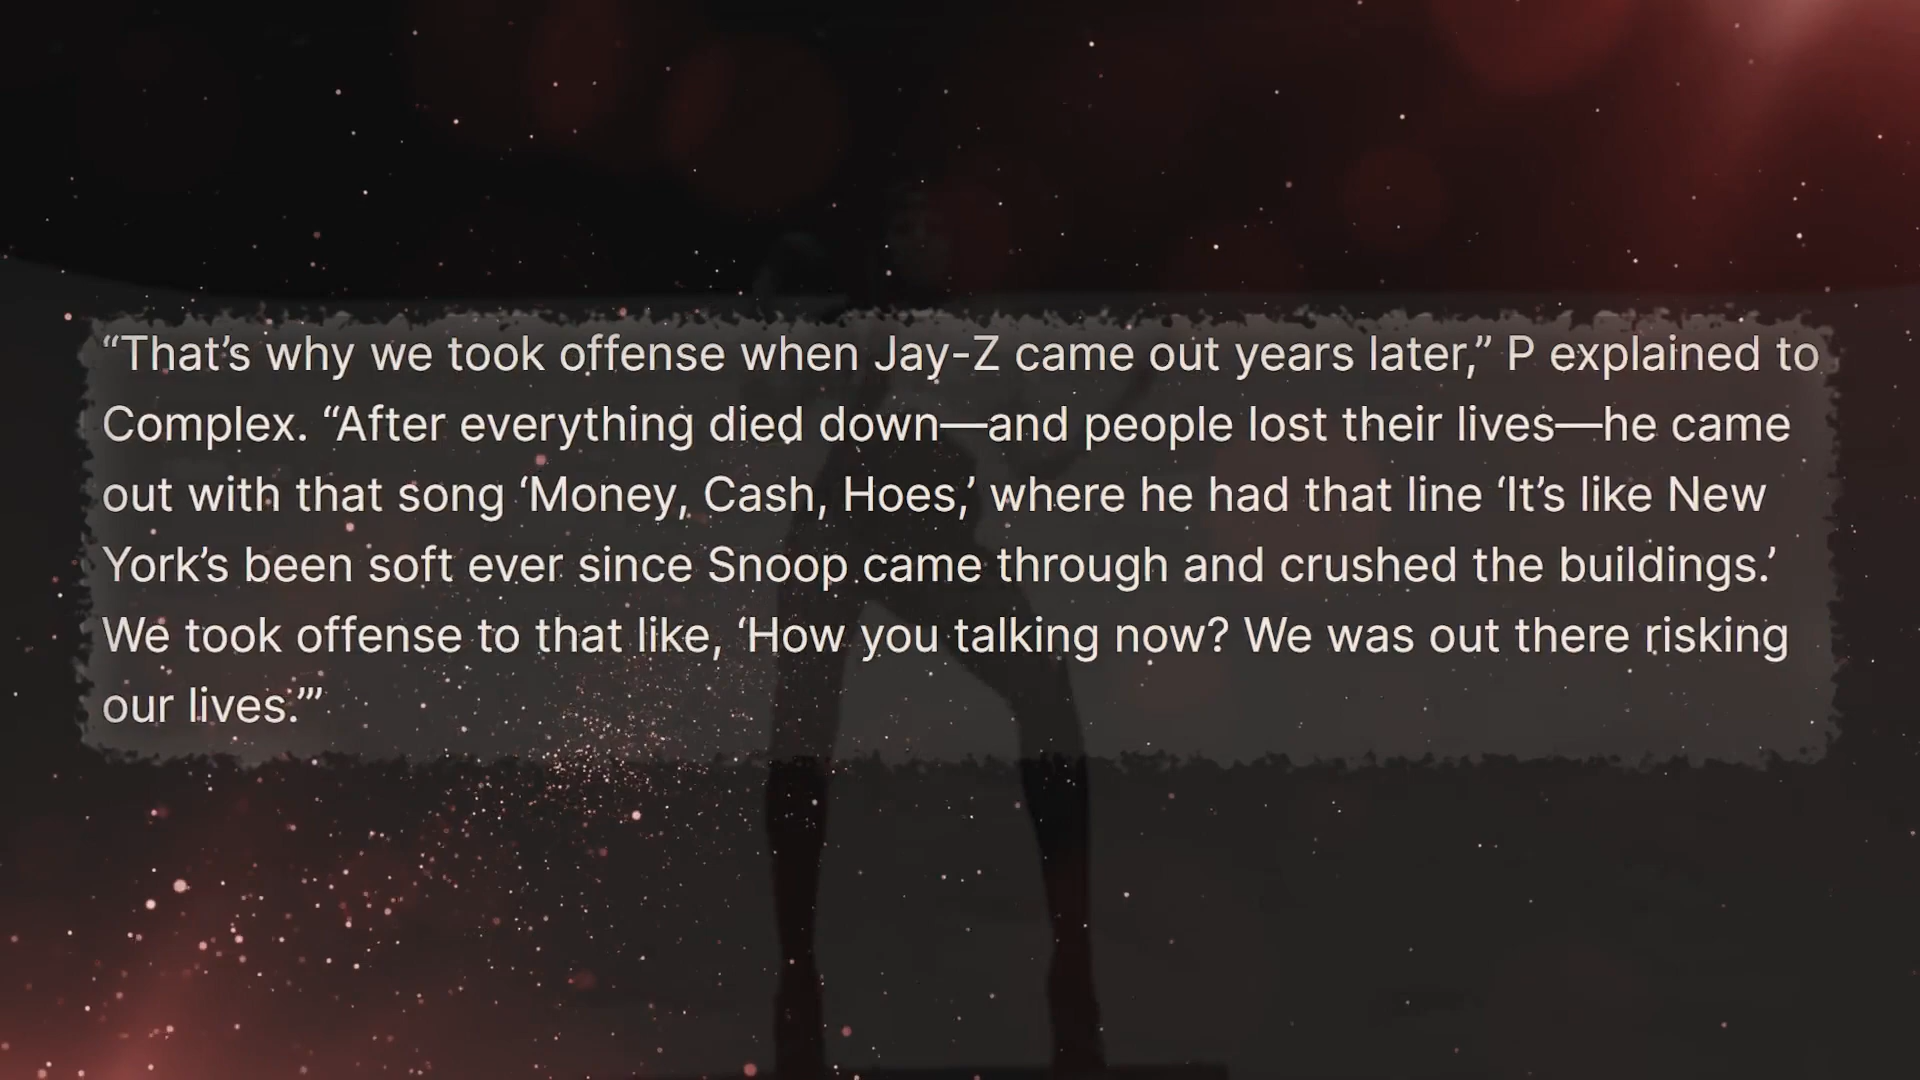 “That’s why we took offense when Jay-Z came out years later,” P explained to
Complex. “After everything died down—and people lost their lives—he came
out with that song ‘Money, Cash, Hoes,’ where he had that line ‘It’s like New
York’s been soft ever since Snoop came through and crushed the buildings.’
We took offense to that like, ‘How you talking now? We was out there risking
our lives.’”